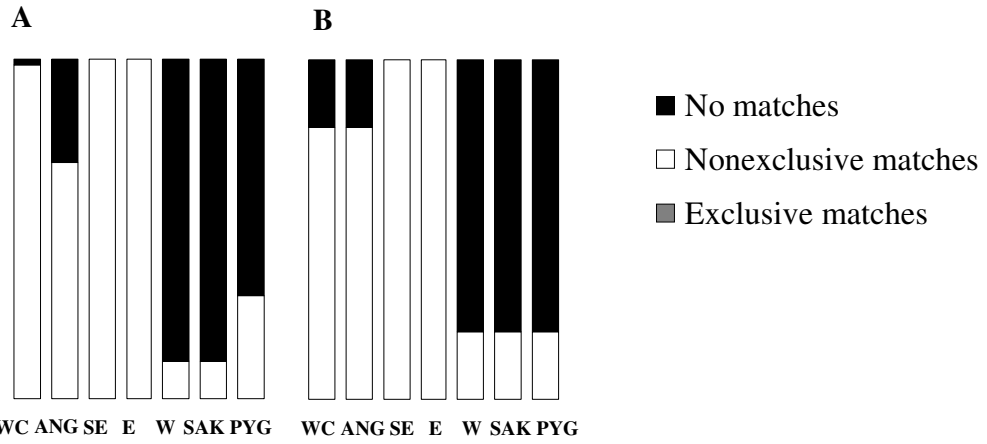 A
B
No matches
Nonexclusive matches
Exclusive matches
WC ANG SE E W SAK PYG
WC ANG SE E W SAK PYG